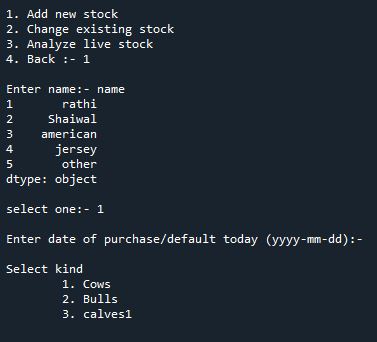 1. Add new stock
2. Change existing stock
3. Analyze live stock
4. Back :- 1
Enter name:- name
1 rathi
2 Shaiwal
3 american
4 jersey
5 other
dtype: object
select one:- 1
Enter date of purchase/default today (yyyy-mm-dd):-
Select kind
1. Cows
2. Bulls
3. calves1